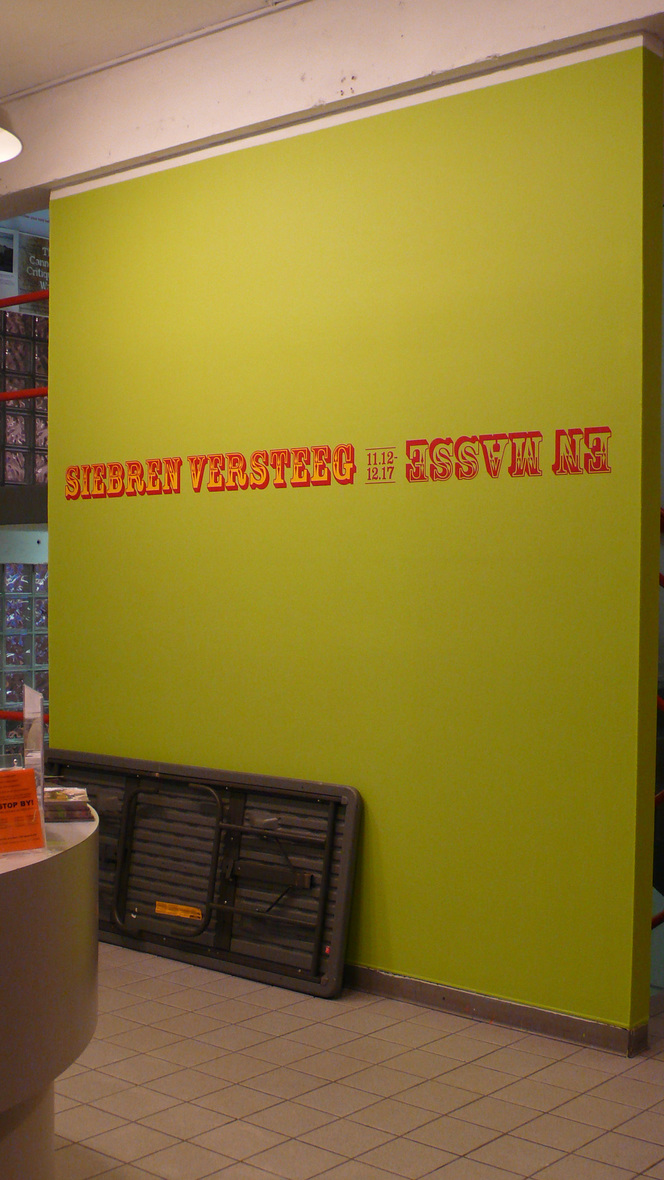 SIEBREN VERSTEEG
11.12-
12.17
EN MASSE
STOP BY!